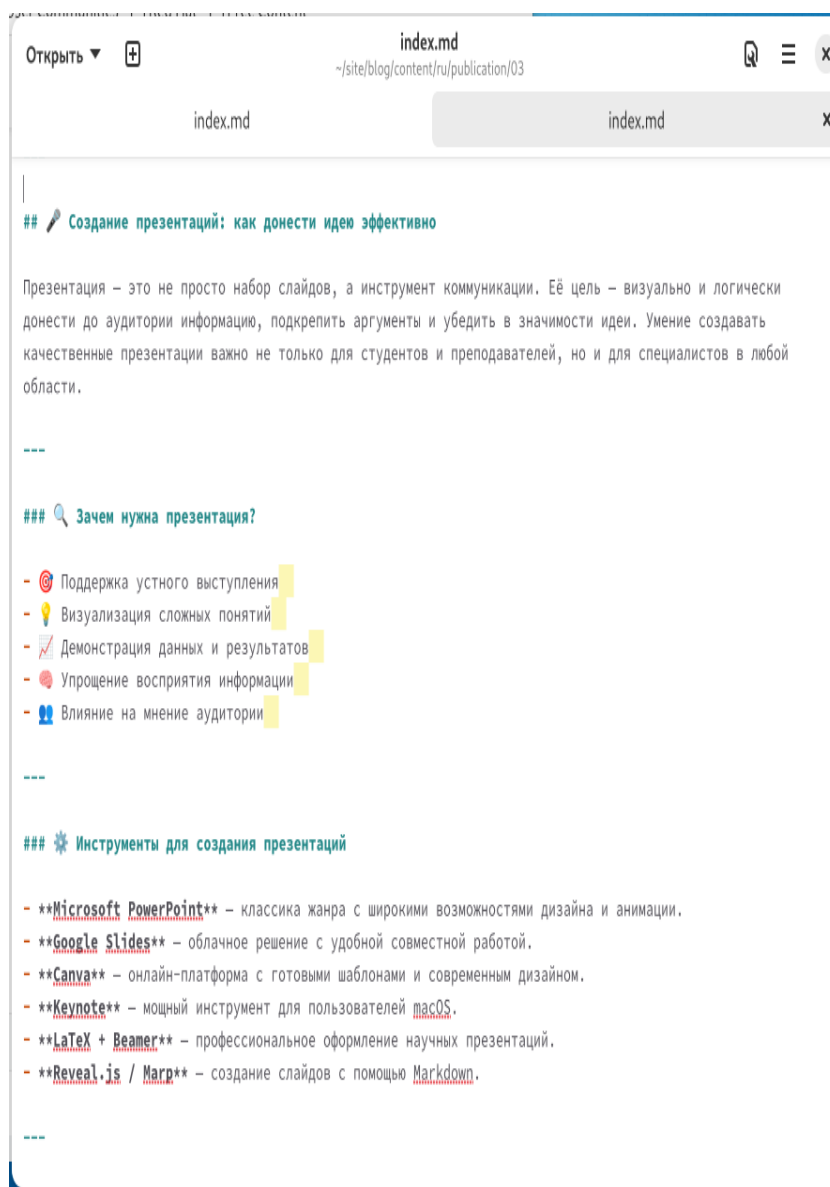 Открыть
index.md
~/site/blog/content/ru/publication/03
index.md
index.md
## 🎤 Создание презентаций: как донести идею эффективно
Презентация — это не просто набор слайдов, а инструмент коммуникации. Её цель — визуально и логически
донести до аудитории информацию, подкрепить аргументы и убедить в значимости идеи. Умение создавать
качественные презентации важно не только для студентов и преподавателей, но и для специалистов в любой
области.
---
### 🔍 Зачем нужна презентация?
- 🎯 Поддержка устного выступления
- 💡 Визуализация сложных понятий
- 📈 Демонстрация данных и результатов
- 🧠 Упрощение восприятия информации
- 👥 Влияние на мнение аудитории
---
### ⚙️ Инструменты для создания презентаций
- **Microsoft PowerPoint** — классика жанра с широкими возможностями дизайна и анимации.
- **Google Slides** — облачное решение с удобной совместной работой.
- **Canva** — онлайн-платформа с готовыми шаблонами и современным дизайном.
- **Keynote** — мощный инструмент для пользователей macOS.
- **LaTeX + Beamer** — профессиональное оформление научных презентаций.
- **Reveal.js / Marp** — создание слайдов с помощью Markdown.
---